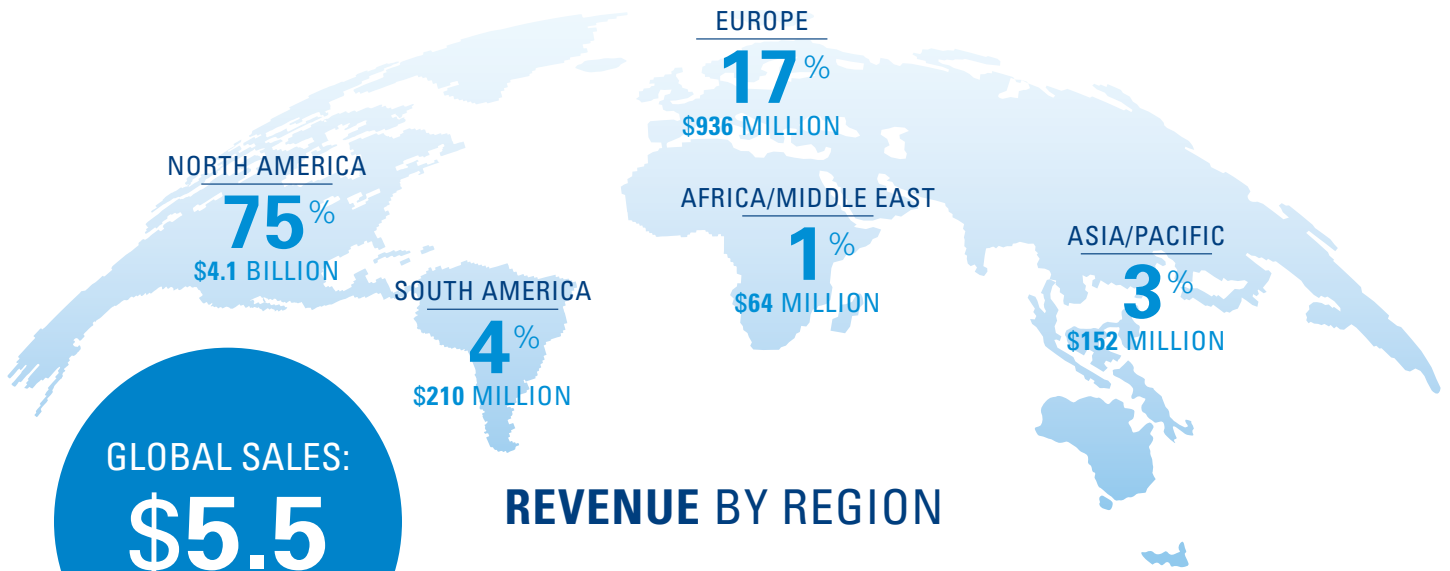 EUROPE
17%
$936 MILLION
NORTH AMERICA
75%
$4.1 BILLION
AFRICA/MIDDLE EAST
1%
$64 MILLION
ASIA/PACIFIC
3%
$152 MILLION
SOUTH AMERICA
4%
$210 MILLION
GLOBAL SALES:
$5.5
REVENUE BY REGION